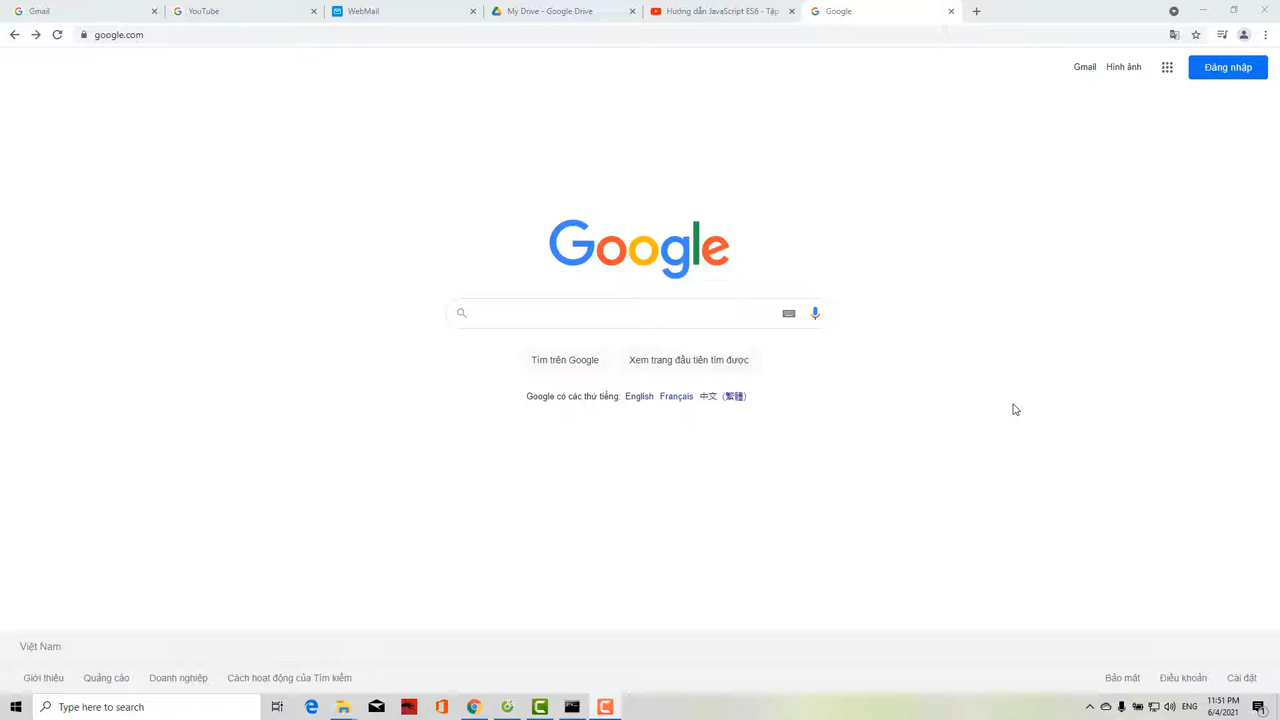 Gmail
YouTube
WebMail
My Drive - Google Drive
Hướng dẫn JavaScript ES6 - Tập
Google
google.com
Gmail
Hình ảnh
Đăng nhập
Google
Tìm trên Google
Xem trang đầu tiên tìm được
Google có các thứ tiếng: English Français 中文（繁體）
Việt Nam
Giới thiệu
Quảng cáo
Doanh nghiệp
Cách hoạt động của Tìm kiếm
Bảo mật
Điều khoản
Cài đặt
Type here to search
ENG
11:51 PM
6/4/2021